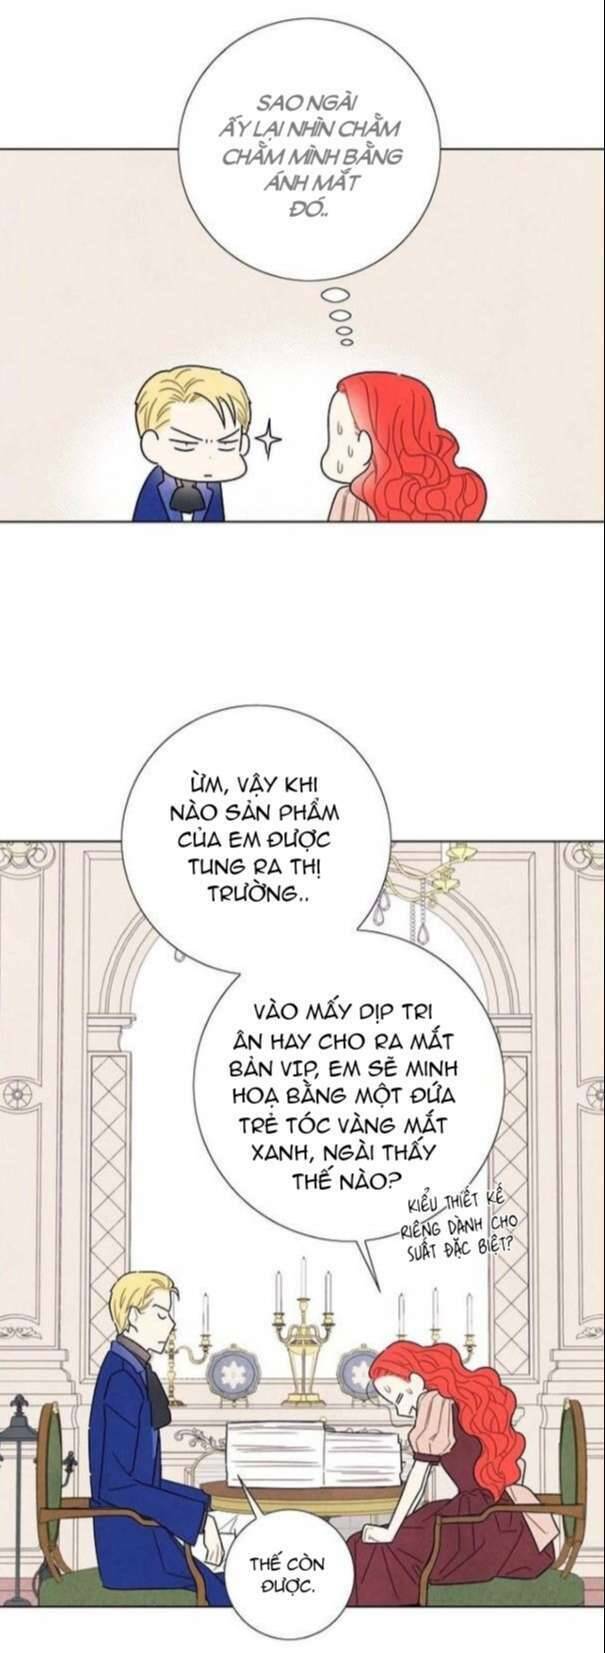 SAO NGÀI
ẤY LẠI NHÌN CHẰM
CHẰM MÌNH BẰNG
ÁNH MẮT
ĐÓ..
ỪM, VẬY KHI
NÀO SẢN PHẨM
CỦA EM ĐƯỢC
TUNG RA THỊ
TRƯỜNG..
VÀO MẤY DỊP TRI
ÂN HAY CHO RA MẮT
BẢN VIP, EM SẼ MINH
HOẠ BẰNG MỘT ĐỨA
TRẺ TÓC VÀNG MẮT
XANH, NGÀI THẤY
THẾ NÀO?
KIỂU THIẾT KẾ
RIÊNG DÀNH CHO
SUẤT ĐẶC BIỆT?
THẾ CÒN
ĐƯỢC.